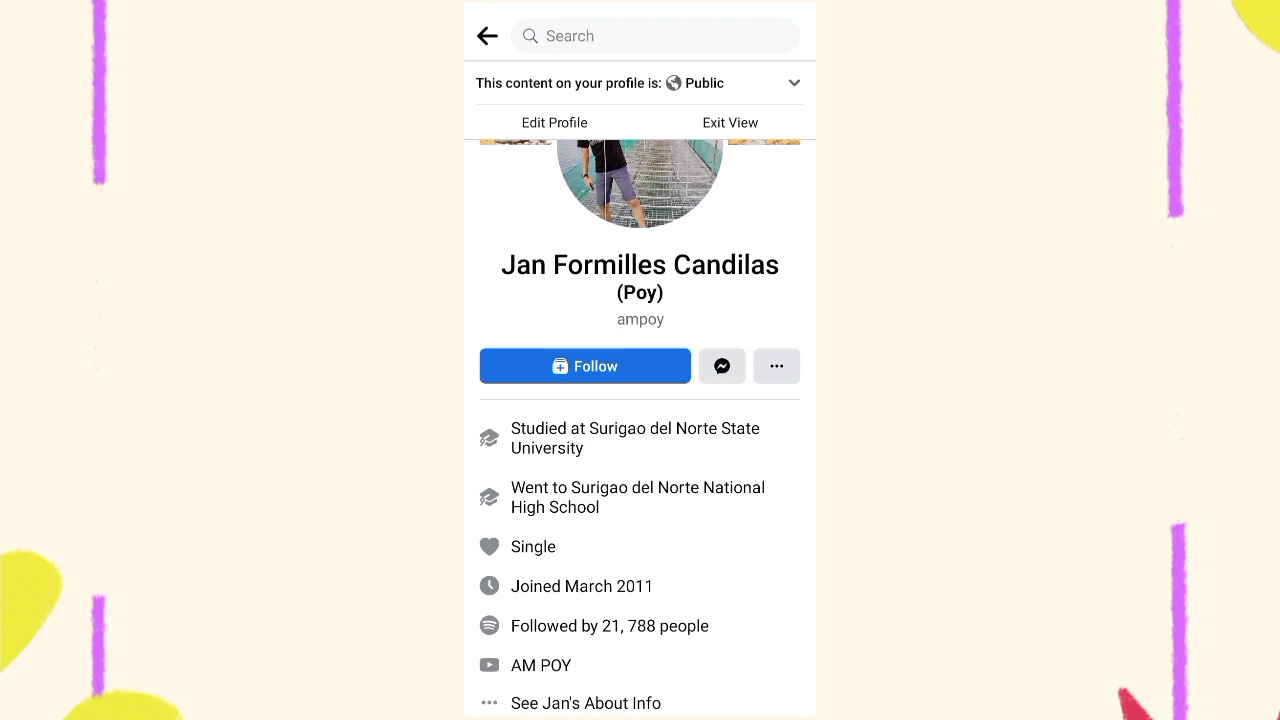 Search
This content on your profile is: Public
Edit Profile Exit View
Jan Formilles Candilas
(Poy)
ampoy
Follow
Studied at Surigao del Norte State
University
Went to Surigao del Norte National
High School
Single
Joined March 2011
Followed by 21, 788 people
AM POY
See Jan's About Info